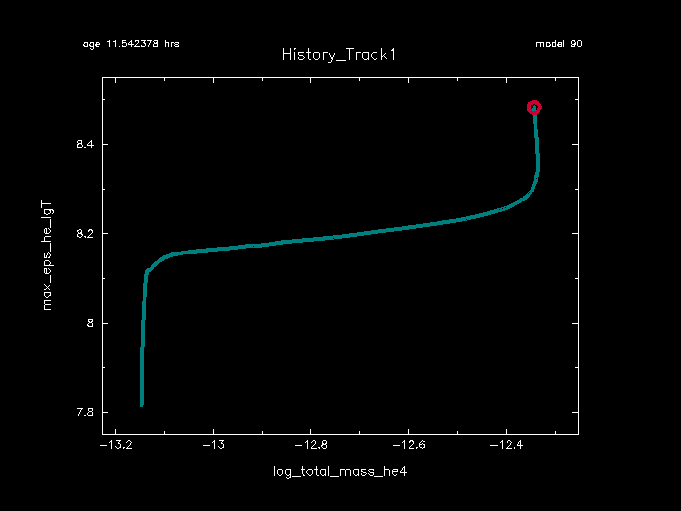 age 11.542378 hrs
model 90
History_Track1
8.4
8.2
8
7.8
max_eps_he_lgT
-13.2
-13
-12.8
-12.6
-12.4
log_total_mass_he4